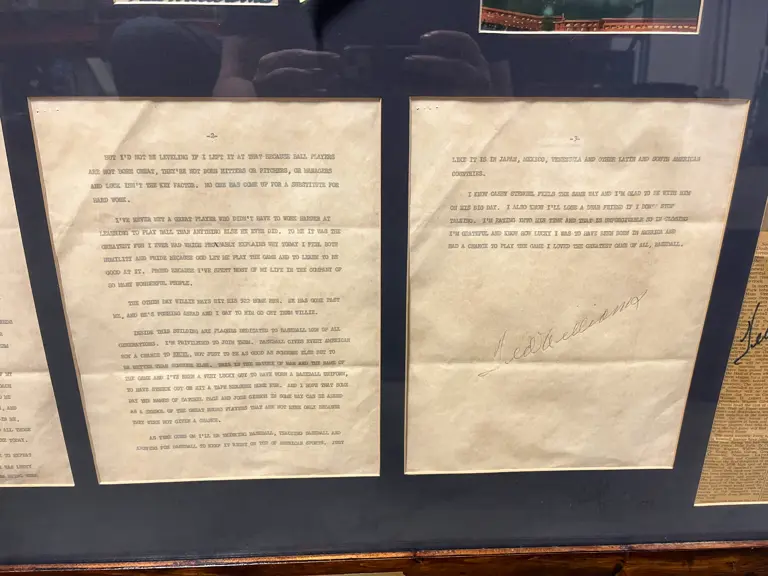 -2-
BUT I'D NOT BE LEVELING IF I LEFT IT AT THAT BECAUSE BALL PLAYERS
ARE NOT BORN GREAT, THEY'RE NOT BORN HITTERS OR PITCHERS, OR MANAGERS
AND LUCK ISN'T THE KEY FACTOR. NO ONE HAS COME UP FOR A SUBSTITUTE FOR
HARD WORK.
I'VE NEVER MET A GREAT PLAYER WHO DIDN'T HAVE TO WORK HARDER AT
LEARNING TO PLAY BALL THAN ANYTHING ELSE HE EVER DID. TO ME IT WAS THE
GREATEST FUN I EVER HAD WHICH PROBABLY EXPLAINS WHY TODAY I FEEL BOTH
HUMILITY AND PRIDE BECAUSE GOD LET ME PLAY THE GAME AND TO LEARN TO BE
GOOD AT IT. PROUD BECAUSE I'VE SPENT MOST OF MY LIFE IN THE COMPANY OF
SO MANY WONDERFUL PEOPLE.
THE OTHER DAY WILLIE MAYS HIT HIS 522 HOME RUN. HE HAS GONE PAST
ME, AND HE'S PUSHING AHEAD AND I SAY TO HIM GO GET THEM WILLIE.
INSIDE THIS BUILDING ARE PLAQUES DEDICATED TO BASEBALL MEN OF ALL
GENERATIONS. I'M PRIVILEGED TO JOIN THEM. BASEBALL GIVES EVERY AMERICAN
BOY A CHANCE TO EXCEL, NOT JUST TO BE AS GOOD AS SOMEONE ELSE BUT TO
BE BETTER THAN SOMEONE ELSE. THIS IS THE NATURE OF MAN AND THE NAME OF
THE GAME AND I'VE BEEN A VERY LUCKY GUY TO HAVE WORN A BASEBALL UNIFORM,
TO HAVE STRUCK OUT OR HIT A TAPE MEASURE HOME RUN. AND I HOPE THAT SOME
DAY THE NAMES OF SATCHEL PAGE AND JOSH GIBSON IN SOME WAY CAN BE ADDED
AS A SYMBOL OF THE GREAT NEGRO PLAYERS THAT ARE NOT HERE ONLY BECAUSE
THEY WERE NOT GIVEN A CHANCE.
AS TIME GOES ON I'LL BE THINKING BASEBALL, TEACHING BASEBALL AND
ARGUING FOR BASEBALL TO KEEP IT RIGHT ON TOP OF AMERICAN SPORTS, JUST
-3-
LIKE IT IS IN JAPAN, MEXICO, VENEZUELA AND OTHER LATIN AND SOUTH AMERICAN
COUNTRIES.
I KNOW CASEY STENGEL FEELS THE SAME WAY AND I'M GLAD TO BE WITH HIM
ON HIS BIG DAY. I ALSO KNOW I'LL LOSE A DEAR FRIEND IF I DON'T STOP
TALKING. I'M EATING INTO HIS TIME AND THAT IS UNFORGIVABLE SO IN CLOSING
I'M GRATEFUL AND KNOW HOW LUCKY I WAS TO HAVE BEEN BORN IN AMERICA AND
HAD A CHANCE TO PLAY THE GAME I LOVED THE GREATEST GAME OF ALL, BASEBALL.
Ted Williams